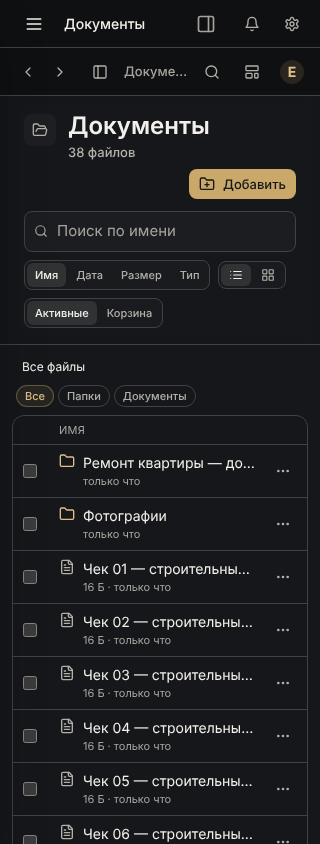 Документы
Докуме...
E
Документы
38 файлов
Добавить
Поиск по имени
Имя Дата Размер Тип
Активные Корзина
Все файлы
Все Папки Документы
ИМЯ
Ремонт квартиры — до...
только что
Фотографии
только что
Чек 01 — строительны...
16 Б · только что
Чек 02 — строительны...
16 Б · только что
Чек 03 — строительны...
16 Б · только что
Чек 04 — строительны...
16 Б · только что
Чек 05 — строительны...
16 Б · только что
Чек 06 — строительны...